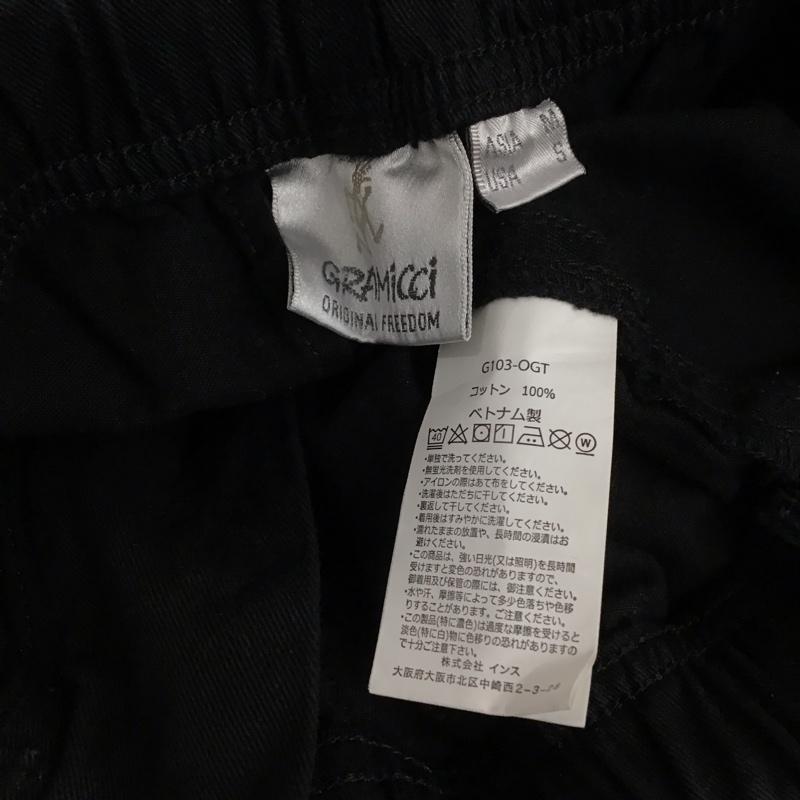 ASIA M
USA S
GRAMiCCi
ORIGINAL FREEDOM
G103-OGT
コットン 100%
ベトナム製
40
W
・単独で洗ってください。
・無蛍光洗剤を使用してください。
・アイロンの際はあて布をしてください。
・洗濯後はただちに干してください。
・裏返して干してください。
・着用後はすみやかに洗濯してください。
・濡れたままの放置や、長時間の浸漬はお
避けください。
・この商品は、強い日光(又は照明)を長時間
受けますと変色の恐れがありますので、
御着用及び保管の際には、御注意ください。
・水や汗、摩擦等によって多少色落ちや色移
りすることがあります。ご注意ください。
・この製品(特に濃色)は過度な摩擦を受けると
淡色(特に白)物に色移りの恐れがありますの
で十分ご注意下さい。
株式会社 インス
大阪府大阪市北区中崎西2-3-